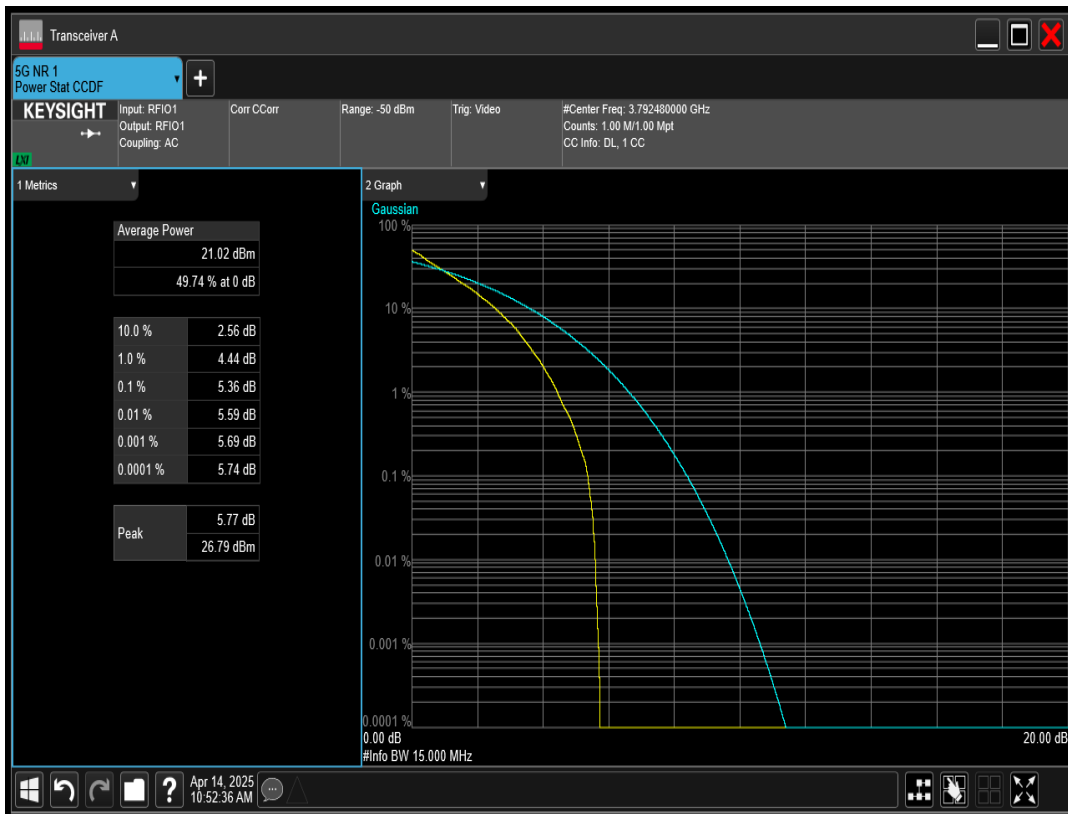 Transceiver A
5G NR 1
Power Stat CCDF
+
KEYSIGHT
LXI
Input: RFIO1
Output: RFIO1
Coupling: AC
Corr CCorr
Range: -50 dBm
Trig: Video
#Center Freq: 3.792480000 GHz
Counts: 1.00 M/1.00 Mpt
CC Info: DL, 1 CC
1 Metrics
Average Power
21.02 dBm
49.74 % at 0 dB
10.0 % 2.56 dB
1.0 % 4.44 dB
0.1 % 5.36 dB
0.01 % 5.59 dB
0.001 % 5.69 dB
0.0001 % 5.74 dB
Peak 5.77 dB
26.79 dBm
2 Graph
Gaussian
100 %
10 %
1 %
0.1 %
0.01 %
0.001 %
0.0001 %
0.00 dB 20.00 dB
#Info BW 15.000 MHz
? Apr 14, 2025
10:52:36 AM